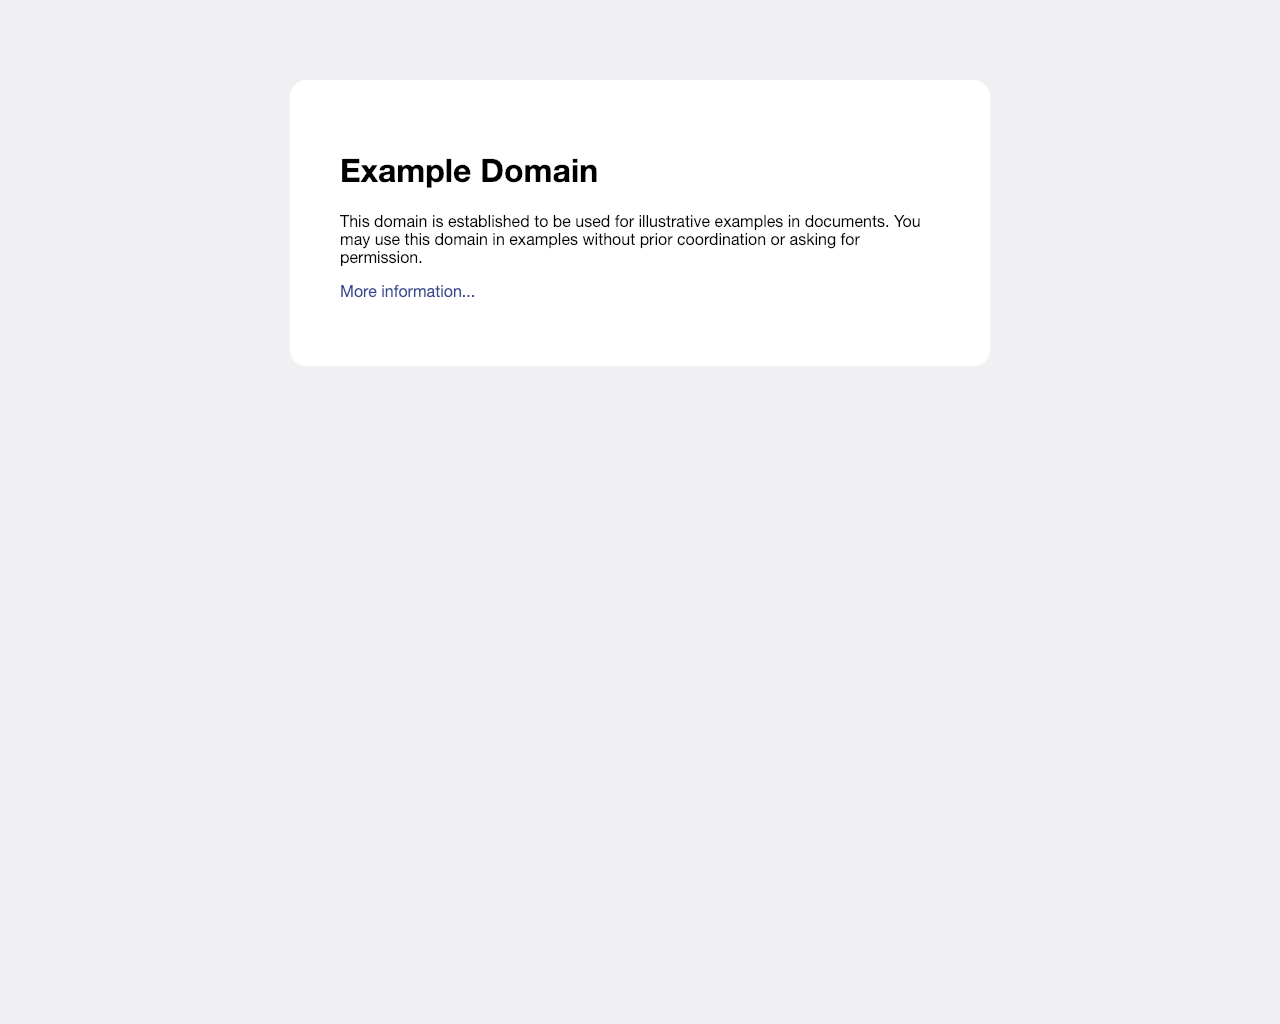 Example Domain
This domain is established to be used for illustrative examples in documents. You
may use this domain in examples without prior coordination or asking for
permission.
More information...